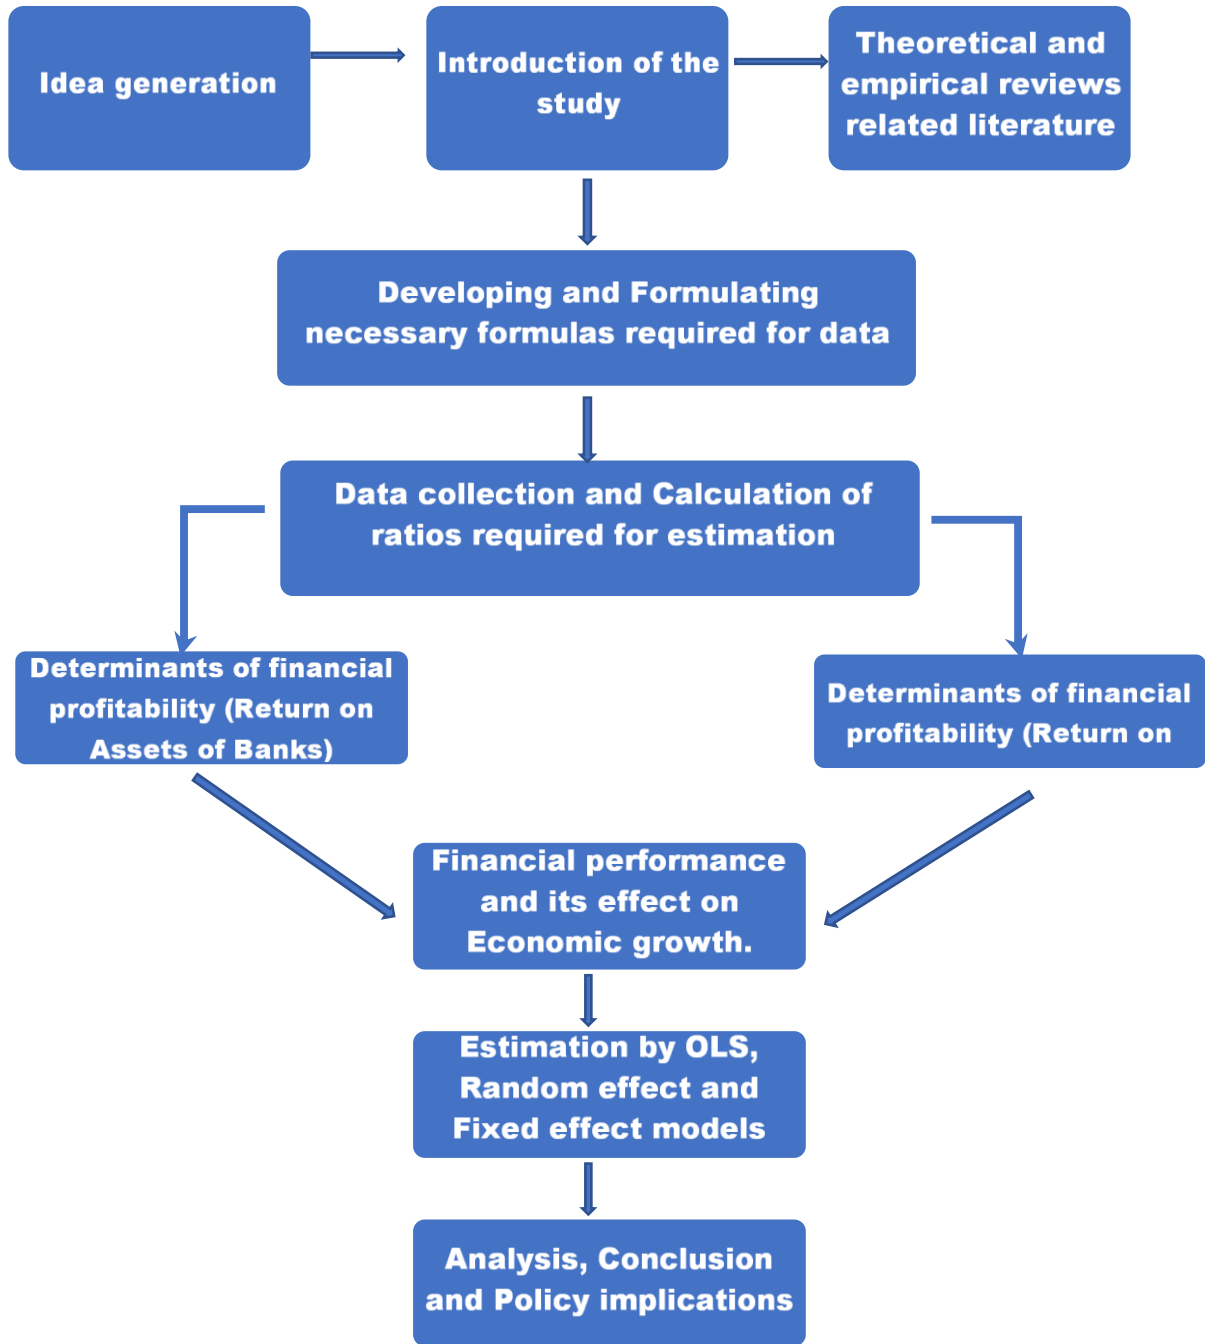 Idea generation
Introduction of the
study
Theoretical and
empirical reviews
related literature
Developing and Formulating
necessary formulas required for data
Data collection and Calculation of
ratios required for estimation
Determinants of financial
profitability (Return on
Assets of Banks)
Determinants of financial
profitability (Return on
Financial performance
and its effect on
Economic growth.
Estimation by OLS,
Random effect and
Fixed effect models
Analysis, Conclusion
and Policy implications